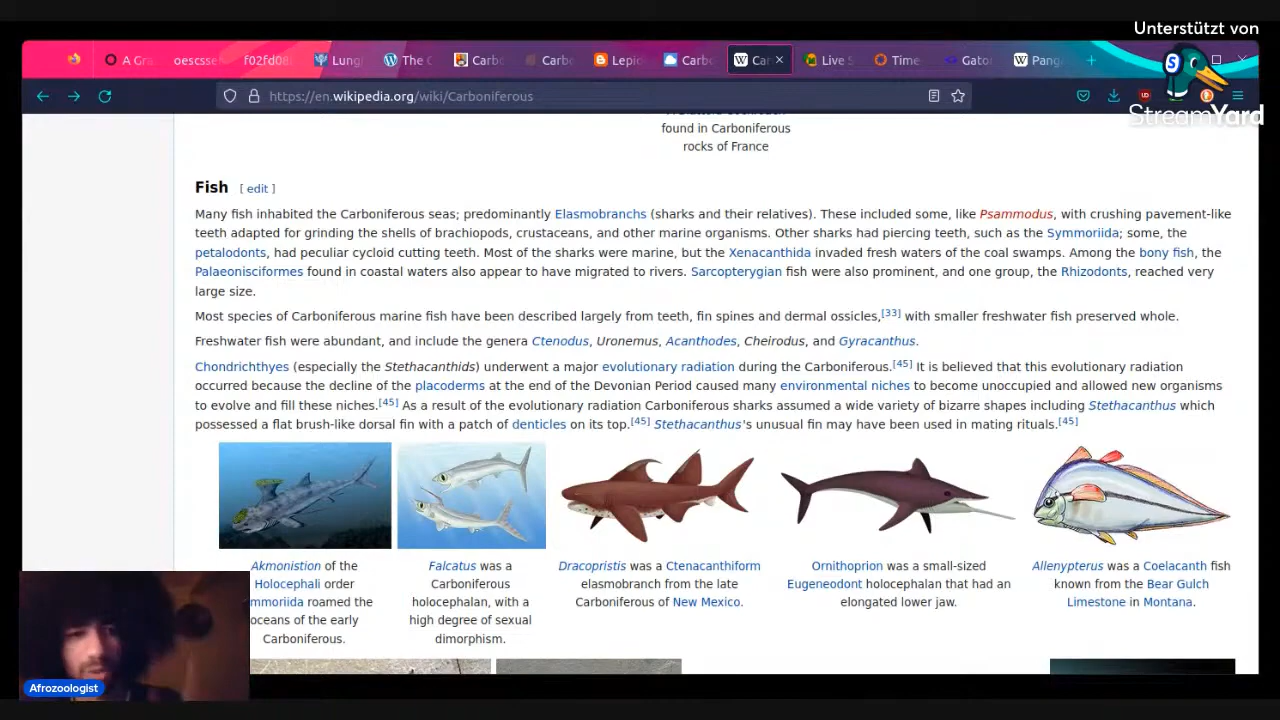 Unterstützt von
A Gra
oescsse
f02fd08
Lung
The C
Carb
Carbo
Lepid
Carbo
Car
Live S
Time
Gato
Pang
https://en.wikipedia.org/wiki/Carboniferous
StreamYard
found in Carboniferous
rocks of France
Fish [ edit ]
Many fish inhabited the Carboniferous seas; predominantly Elasmobranchs (sharks and their relatives). These included some, like Psammodus, with crushing pavement-like
teeth adapted for grinding the shells of brachiopods, crustaceans, and other marine organisms. Other sharks had piercing teeth, such as the Symmoriida; some, the
petalodonts, had peculiar cycloid cutting teeth. Most of the sharks were marine, but the Xenacanthida invaded fresh waters of the coal swamps. Among the bony fish, the
Palaeonisciformes found in coastal waters also appear to have migrated to rivers. Sarcopterygian fish were also prominent, and one group, the Rhizodonts, reached very
large size.
Most species of Carboniferous marine fish have been described largely from teeth, fin spines and dermal ossicles,[33] with smaller freshwater fish preserved whole.
Freshwater fish were abundant, and include the genera Ctenodus, Uronemus, Acanthodes, Cheirodus, and Gyracanthus.
Chondrichthyes (especially the Stethacanthids) underwent a major evolutionary radiation during the Carboniferous.[45] It is believed that this evolutionary radiation
occurred because the decline of the placoderms at the end of the Devonian Period caused many environmental niches to become unoccupied and allowed new organisms
to evolve and fill these niches.[45] As a result of the evolutionary radiation Carboniferous sharks assumed a wide variety of bizarre shapes including Stethacanthus which
possessed a flat brush-like dorsal fin with a patch of denticles on its top.[45] Stethacanthus's unusual fin may have been used in mating rituals.[45]
Akmonistion of the
Holocephali order
mmoriida roamed the
oceans of the early
Carboniferous.
Falcatus was a
Carboniferous
holocephalan, with a
high degree of sexual
dimorphism.
Dracopristis was a Ctenacanthiform
elasmobranch from the late
Carboniferous of New Mexico.
Ornithoprion was a small-sized
Eugeneodont holocephalan that had an
elongated lower jaw.
Allenypterus was a Coelacanth fish
known from the Bear Gulch
Limestone in Montana.
Afrozoologist